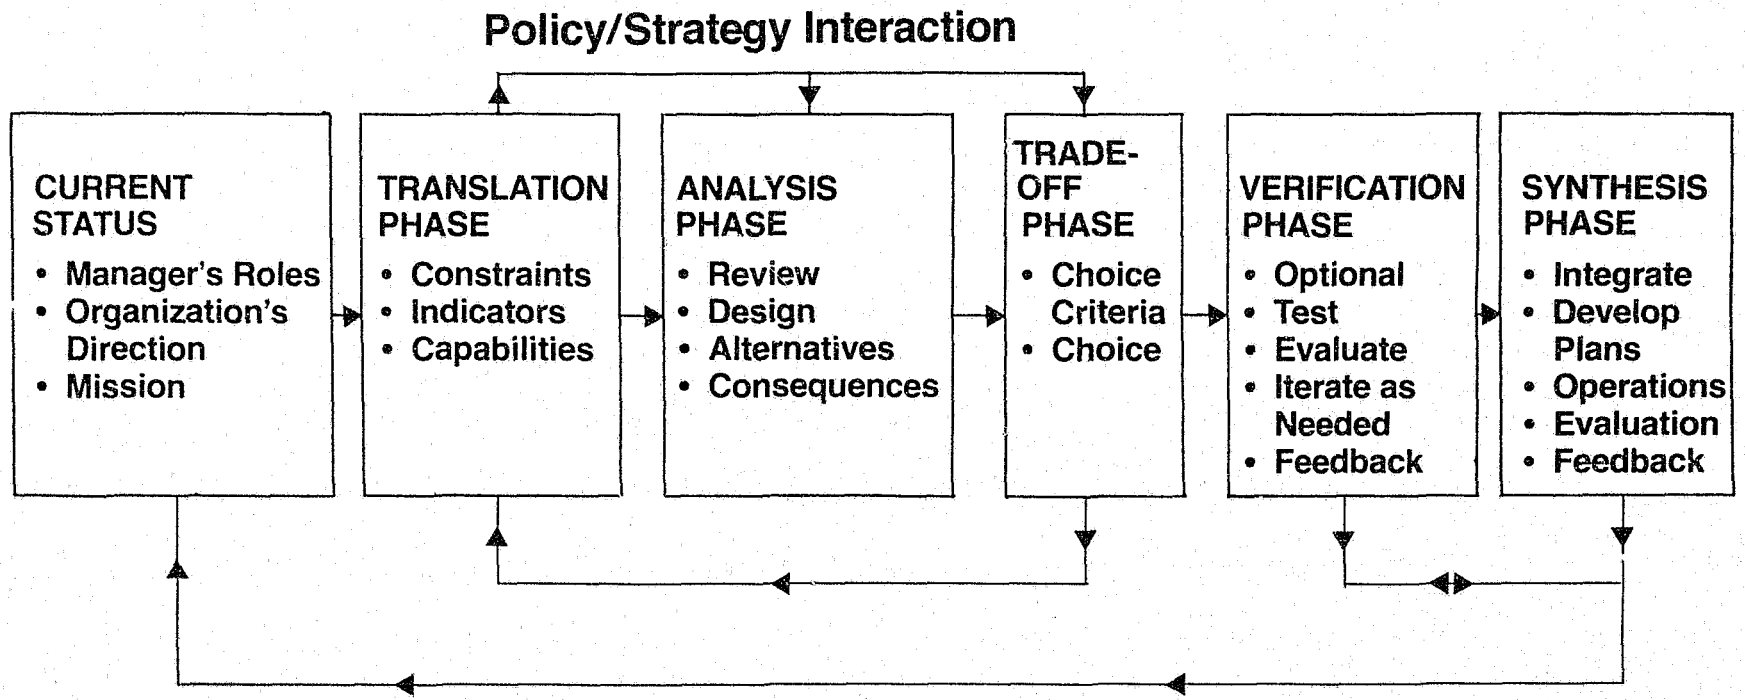 Policy/Strategy Interaction
CURRENT
STATUS
• Manager's Roles
• Organization's
Direction
• Mission
TRANSLATION
PHASE
• Constraints
• Indicators
• Capabilities
ANALYSIS
PHASE
• Review
• Design
• Alternatives
• Consequences
TRADE-
OFF
PHASE
• Choice
Criteria
• Choice
VERIFICATION
PHASE
• Optional
• Test
• Evaluate
• Iterate as
Needed
• Feedback
SYNTHESIS
PHASE
• Integrate
• Develop
Plans
• Operations
• Evaluation
• Feedback